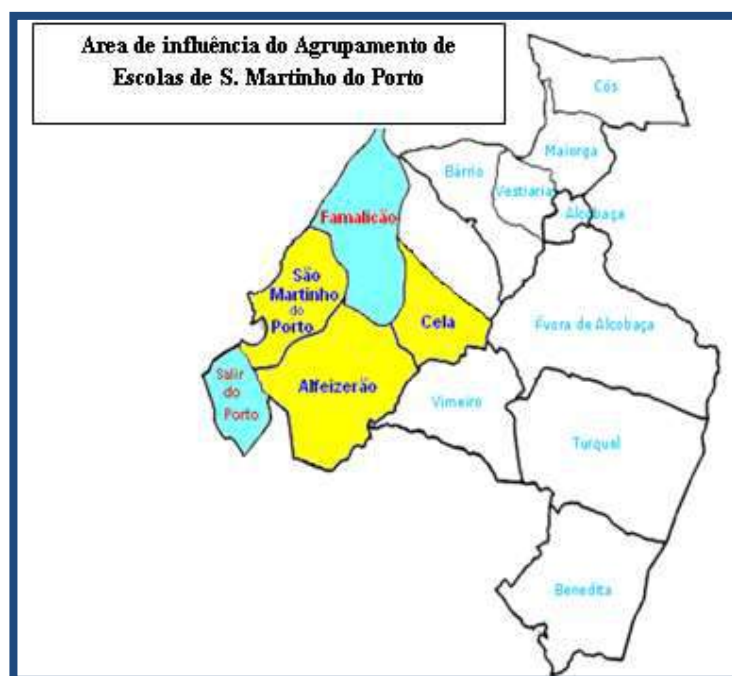 Area de influência do Agrupamento de
Escolas de S. Martinho do Porto
Cós
Maiorga
Bárrio
Vestiaria
Alcobaça
Famalicão
São
Martinho
do
Porto
Cela
Évora de Alcobaça
Salir
do
Porto
Alfeizerão
Vimeiro
Turquel
Benedita